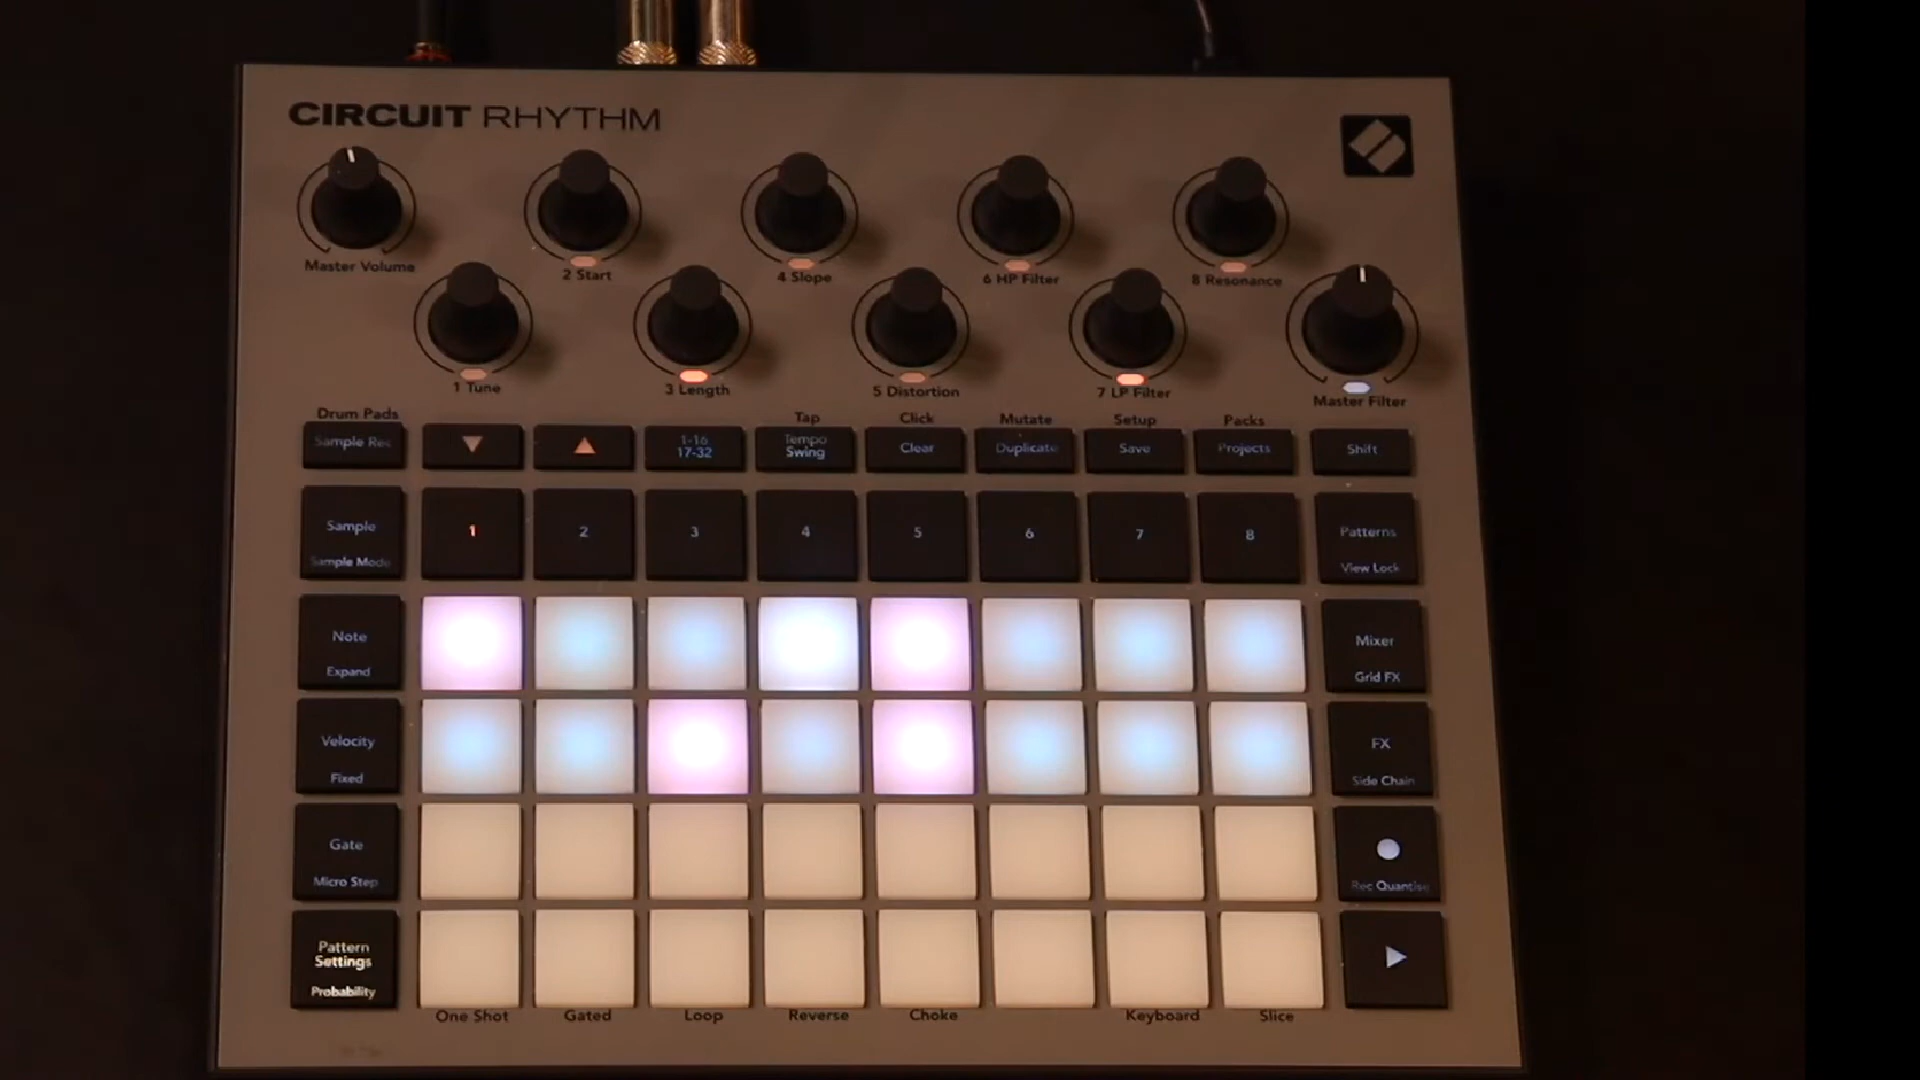 CIRCUIT RHYTHM
Master Volume
2 Start
4 Slope
6 HP Filter
8 Resonance
1 Tune
3 Length
5 Distortion
7 LP Filter
Master Filter
Drum Pads
Tap
Click
Mutate
Setup
Packs
Sample Rec
1-16
17-32
Tempo
Swing
Clear
Duplicate
Save
Projects
Shift
Sample
Sample Mode
1
2
3
4
5
6
7
8
Patterns
View Lock
Note
Expand
Mixer
Grid FX
Velocity
Fixed
FX
Side Chain
Gate
Micro Step
Rec Quantise
Pattern
Settings
Probability
One Shot
Gated
Loop
Reverse
Choke
Keyboard
Slice